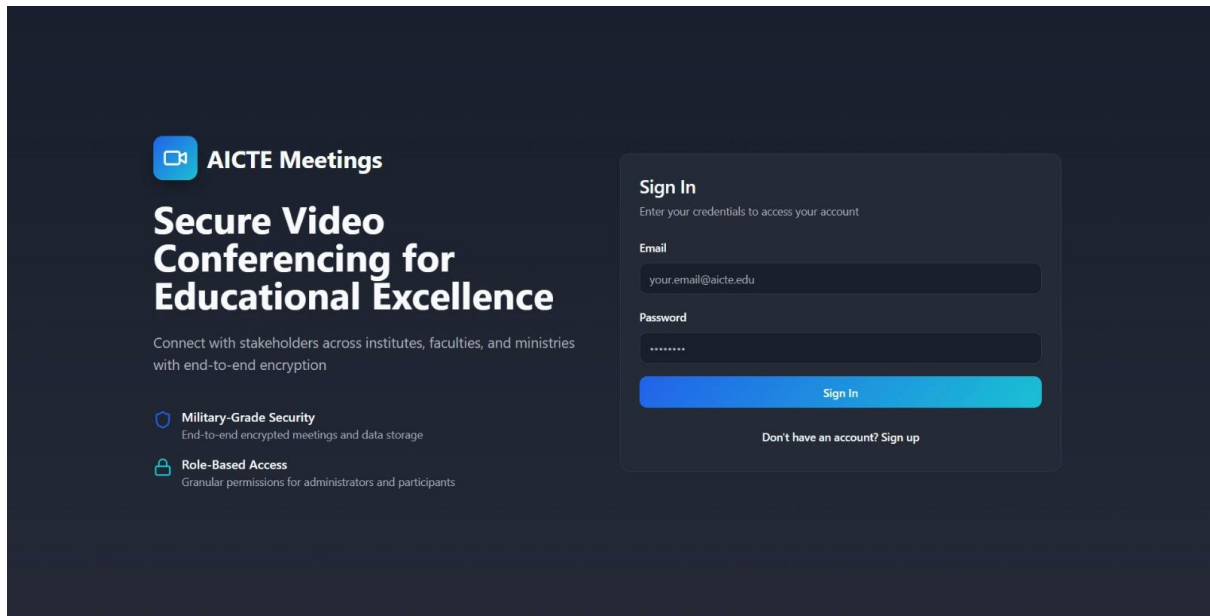 AICTE Meetings
Secure Video
Conferencing for
Educational Excellence
Connect with stakeholders across institutes, faculties, and ministries
with end-to-end encryption
Military-Grade Security
End-to-end encrypted meetings and data storage
Role-Based Access
Granular permissions for administrators and participants
Sign In
Enter your credentials to access your account
Email
your.email@aicte.edu
Password
••••••••
Sign In
Don't have an account? Sign up